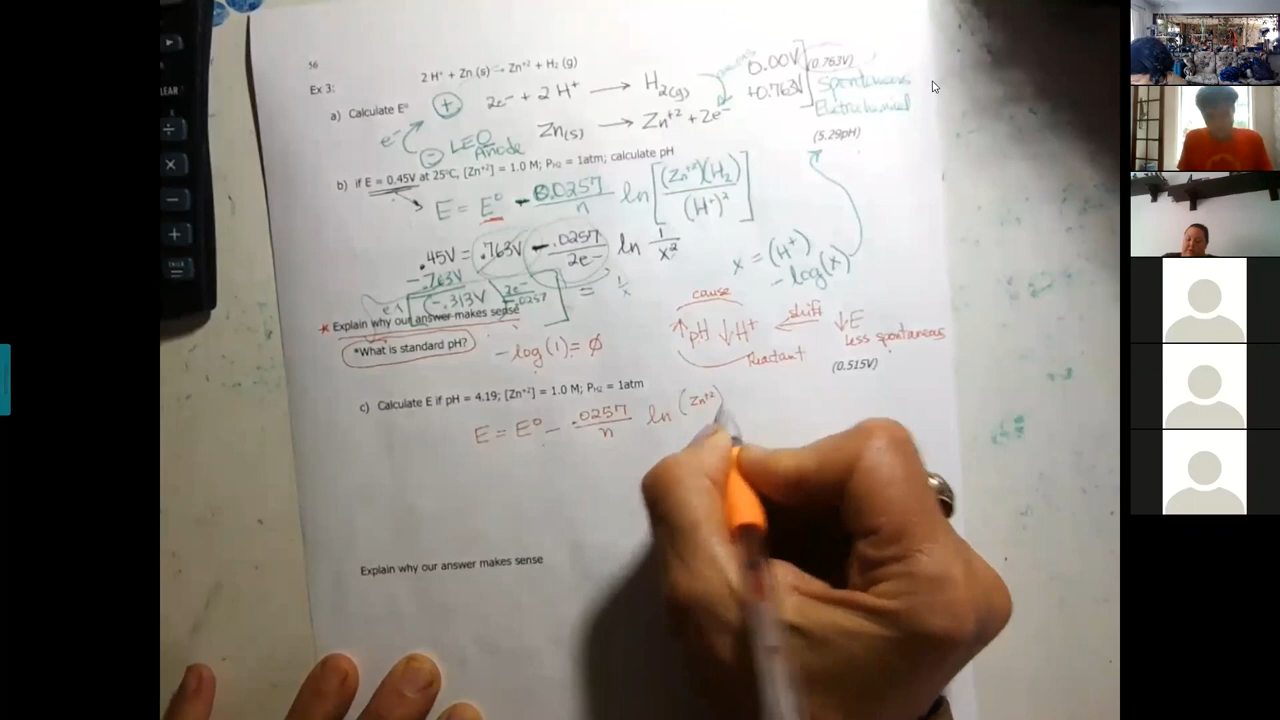 56
Ex 3: 2 H⁺ + Zn (s) → Zn⁺² + H₂ (g)
a) Calculate E°
+ 2e⁻ + 2 H⁺ → H₂(g) 0.00V (0.763V)
e⁻ - LEO Anode Zn(s) → Zn⁺² + 2e⁻ +0.763V Spontaneous
Electrochemical
(5.29pH)
b) if E = 0.45V at 25°C, [Zn⁺²] = 1.0 M; P_H2 = 1atm; calculate pH
E = E° - 0.0257/n ln [(Zn⁺²)(H₂)/(H⁺)²]
.45V = .763V - .0257/2e⁻ ln 1/x²
-.763V
x = (H⁺)
-log(x)
e^ [(-.313V) 2e⁻/-.0257] = 1/x
* Explain why our answer makes sense
cause
↑pH ↓H⁺ ← shift ↓E
less spontaneous
Reactant
*What is standard pH? -log(1) = ∅
(0.515V)
c) Calculate E if pH = 4.19; [Zn⁺²] = 1.0 M; P_H2 = 1atm
E = E° - .0257/n ln (Zn⁺²)
Explain why our answer makes sense
LEAR
÷
×
−
+
=